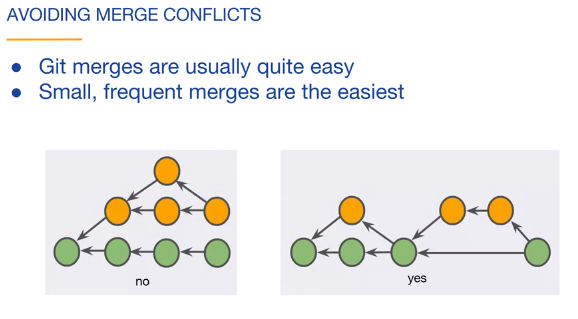 AVOIDING MERGE CONFLICTS
● Git merges are usually quite easy
● Small, frequent merges are the easiest
no
yes